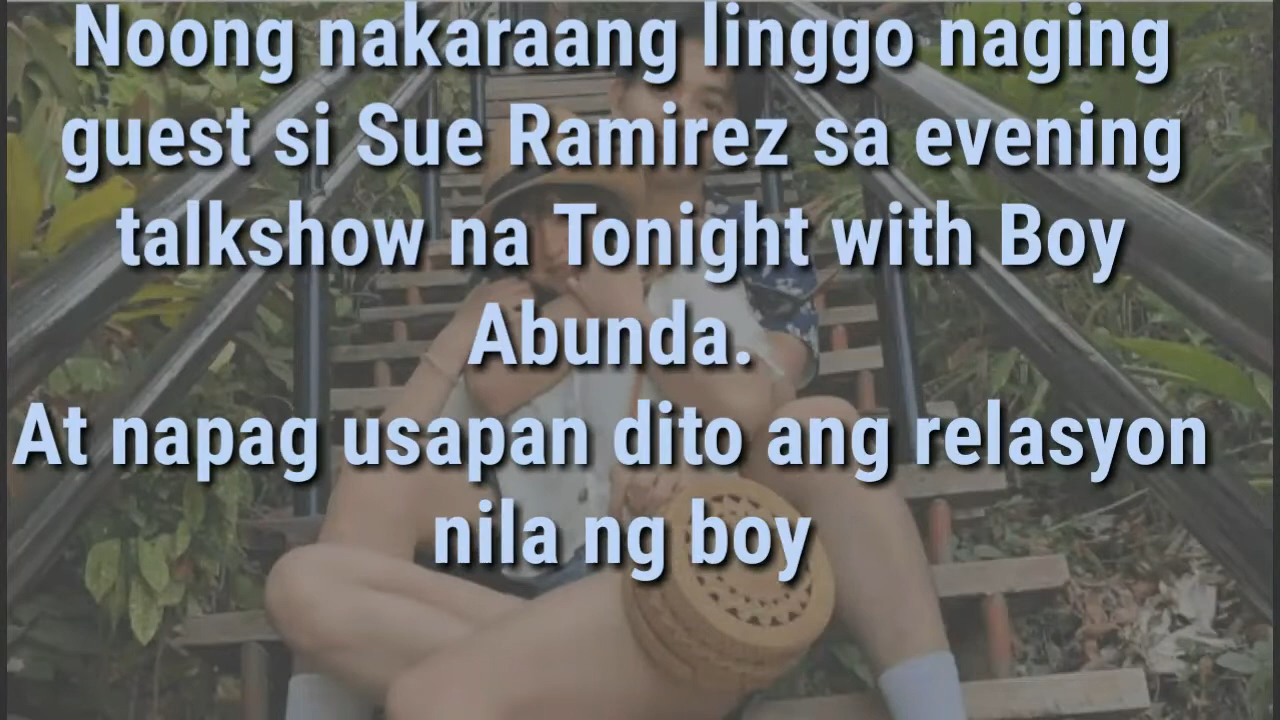 Noong nakaraang linggo naging
guest si Sue Ramirez sa evening
talkshow na Tonight with Boy
Abunda.
At napag usapan dito ang relasyon
nila ng boy